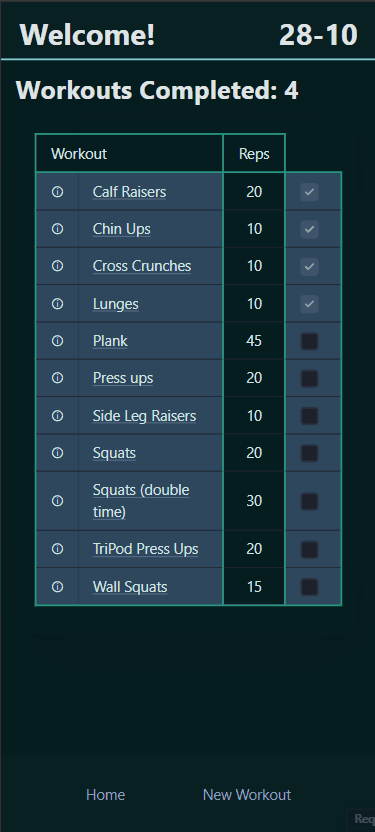 Welcome! 28-10
Workouts Completed: 4
Workout Reps
Calf Raisers 20
Chin Ups 10
Cross Crunches 10
Lunges 10
Plank 45
Press ups 20
Side Leg Raisers 10
Squats 20
Squats (double
time) 30
TriPod Press Ups 20
Wall Squats 15
Home New Workout
Req